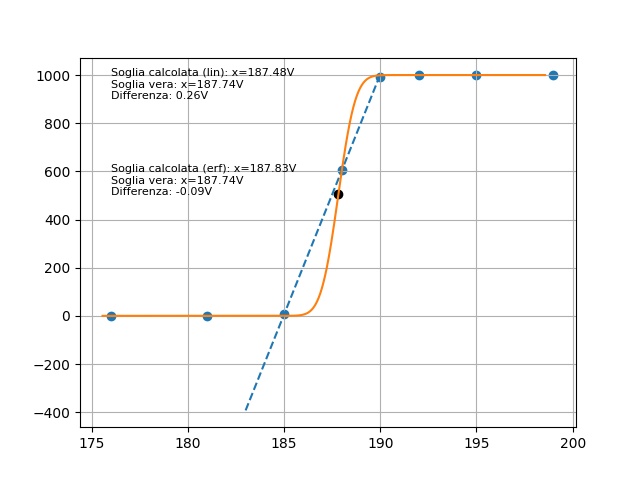 1000
Soglia calcolata (lin): x=187.48V
Soglia vera: x=187.74V
Differenza: 0.26V
800
600
Soglia calcolata (erf): x=187.83V
Soglia vera: x=187.74V
Differenza: -0.09V
400
200
0
−200
−400
175 180 185 190 195 200